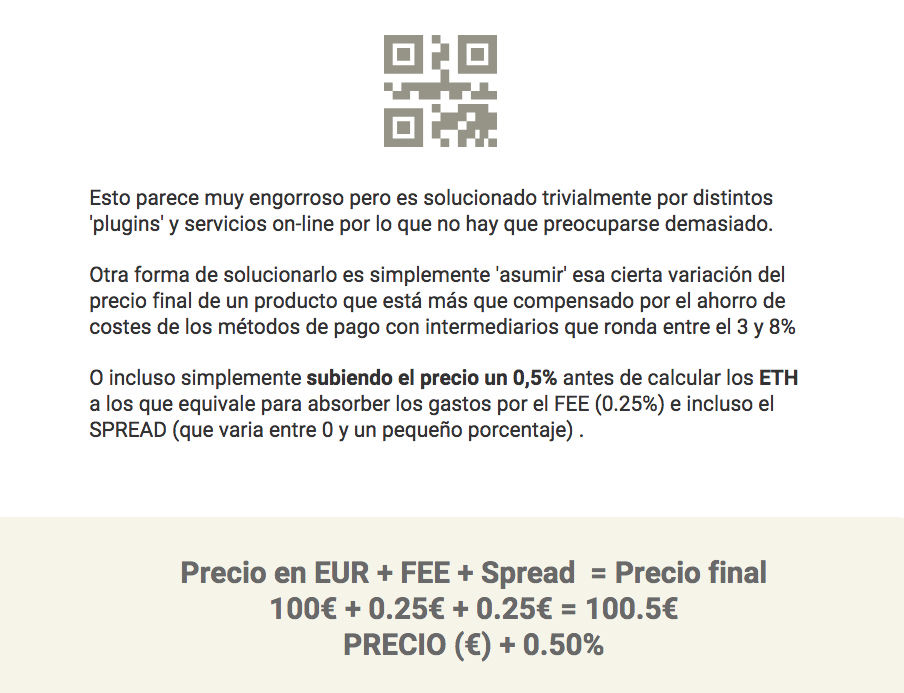 Esto parece muy engorroso pero es solucionado trivialmente por distintos
'plugins' y servicios on-line por lo que no hay que preocuparse demasiado.
Otra forma de solucionarlo es simplemente 'asumir' esa cierta variación del
precio final de un producto que está más que compensado por el ahorro de
costes de los métodos de pago con intermediarios que ronda entre el 3 y 8%
O incluso simplemente subiendo el precio un 0,5% antes de calcular los ETH
a los que equivale para absorber los gastos por el FEE (0.25%) e incluso el
SPREAD (que varia entre 0 y un pequeño porcentaje) .
Precio en EUR + FEE + Spread = Precio final
100€ + 0.25€ + 0.25€ = 100.5€
PRECIO (€) + 0.50%